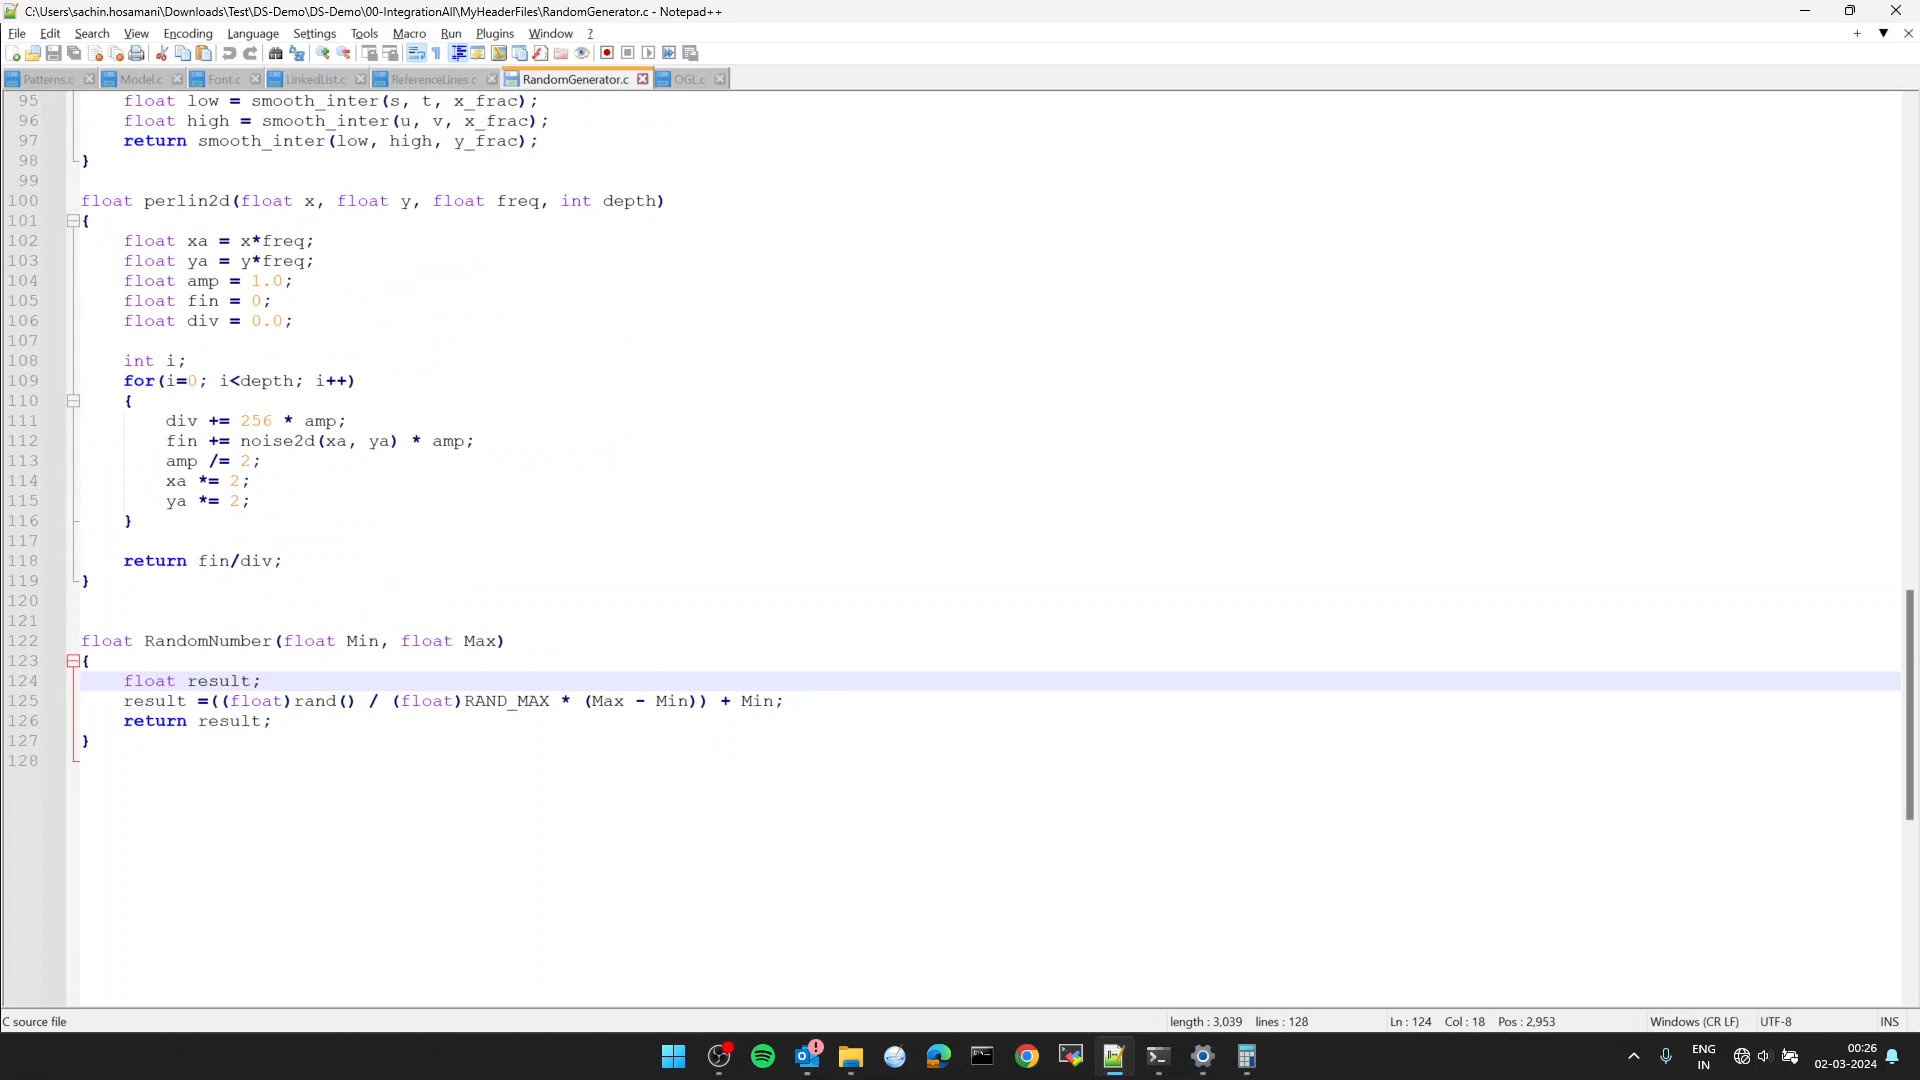 C:\Users\sachin.hosamani\Downloads\Test\DS-Demo\DS-Demo\00-IntegrationAll\MyHeaderFiles\RandomGenerator.c - Notepad++
File Edit Search View Encoding Language Settings Tools Macro Run Plugins Window ?
Patterns.c Model.c Font.c LinkedList.c ReferenceLines.c RandomGenerator.c OGL.c
95 float low = smooth_inter(s, t, x_frac);
96 float high = smooth_inter(u, v, x_frac);
97 return smooth_inter(low, high, y_frac);
98 }
99
100 float perlin2d(float x, float y, float freq, int depth)
101 {
102 float xa = x*freq;
103 float ya = y*freq;
104 float amp = 1.0;
105 float fin = 0;
106 float div = 0.0;
107
108 int i;
109 for(i=0; i<depth; i++)
110 {
111 div += 256 * amp;
112 fin += noise2d(xa, ya) * amp;
113 amp /= 2;
114 xa *= 2;
115 ya *= 2;
116 }
117
118 return fin/div;
119 }
120
121
122 float RandomNumber(float Min, float Max)
123 {
124 float result;
125 result =((float)rand() / (float)RAND_MAX * (Max - Min)) + Min;
126 return result;
127 }
128
C source file length : 3,039 lines : 128 Ln : 124 Col : 18 Pos : 2,953 Windows (CR LF) UTF-8 INS
ENG 00:26
IN 02-03-2024